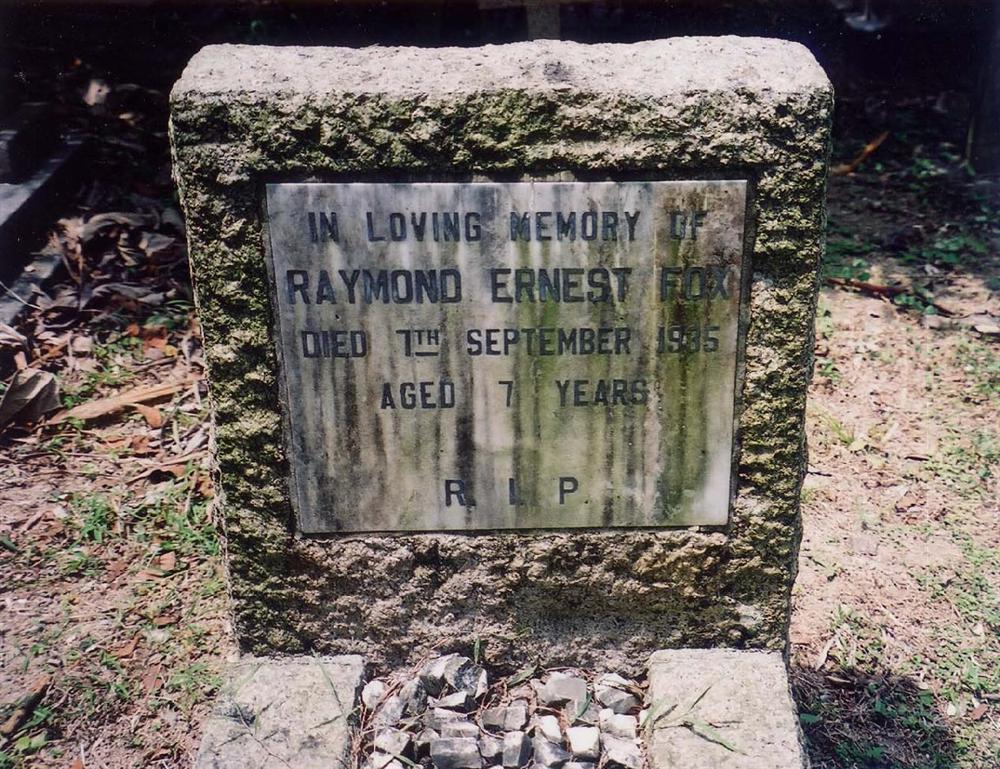 IN LOVING MEMORY OF
RAYMOND ERNEST FOX
DIED 7TH SEPTEMBER 1935
AGED 7 YEARS
R. I. P.